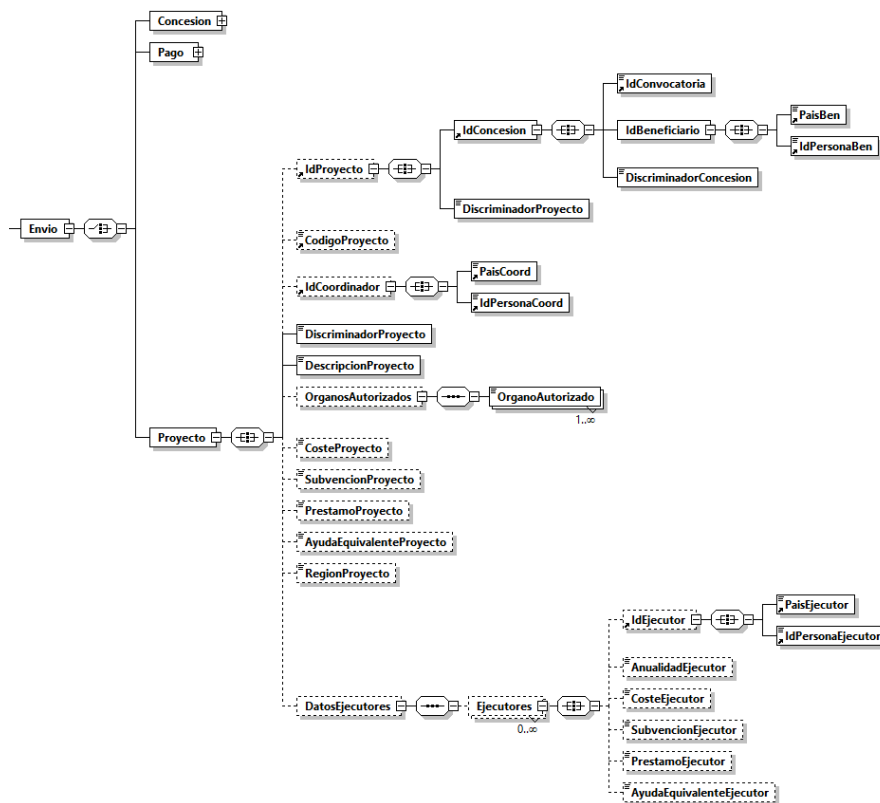 Concesion
Pago
IdConvocatoria
IdConcesion
IdBeneficiario
PaisBen
IdPersonaBen
IdProyecto
DiscriminadorConcesion
DiscriminadorProyecto
Envio
CodigoProyecto
PaisCoord
IdCoordinador
IdPersonaCoord
DiscriminadorProyecto
DescripcionProyecto
OrganosAutorizados
OrganoAutorizado
1..∞
Proyecto
CosteProyecto
SubvencionProyecto
PrestamoProyecto
AyudaEquivalenteProyecto
RegionProyecto
PaisEjecutor
IdEjecutor
IdPersonaEjecutor
AnualidadEjecutor
CosteEjecutor
DatosEjecutores
Ejecutores
0..∞
SubvencionEjecutor
PrestamoEjecutor
AyudaEquivalenteEjecutor